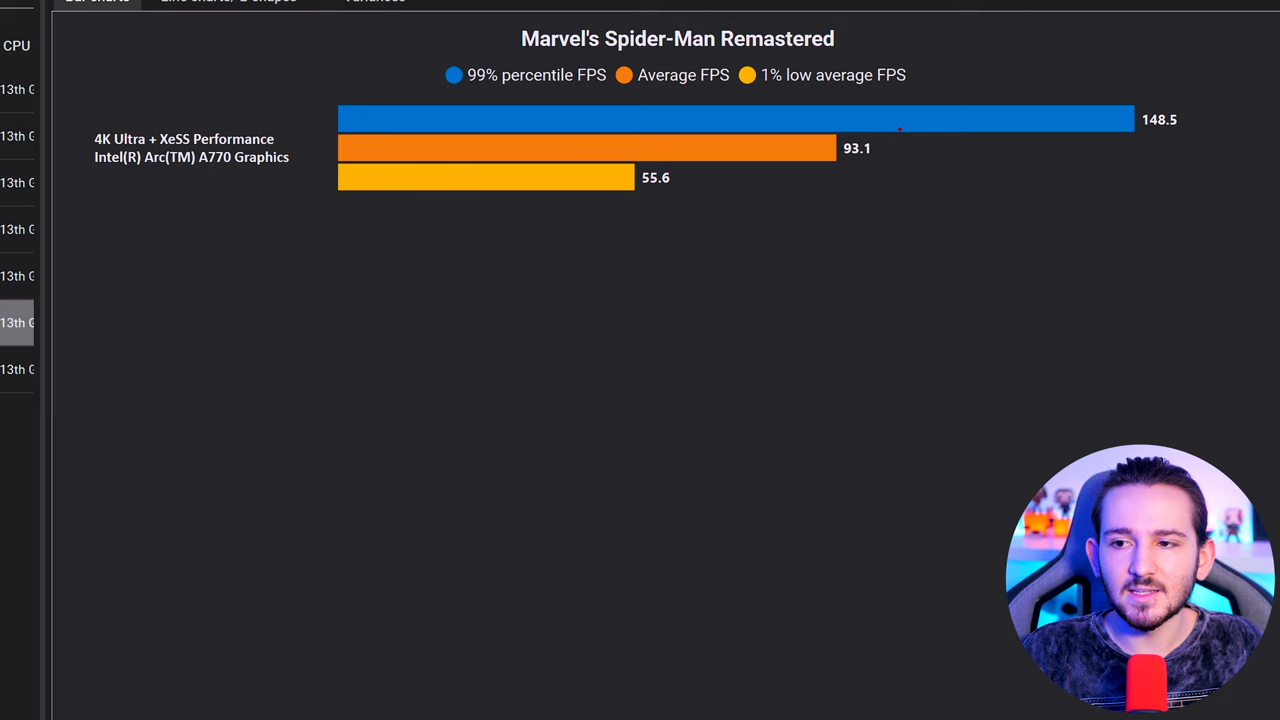 CPU
13th G
13th G
13th G
13th G
13th G
13th G
13th G
Marvel's Spider-Man Remastered
99% percentile FPS Average FPS 1% low average FPS
4K Ultra + XeSS Performance
Intel(R) Arc(TM) A770 Graphics
148.5
93.1
55.6